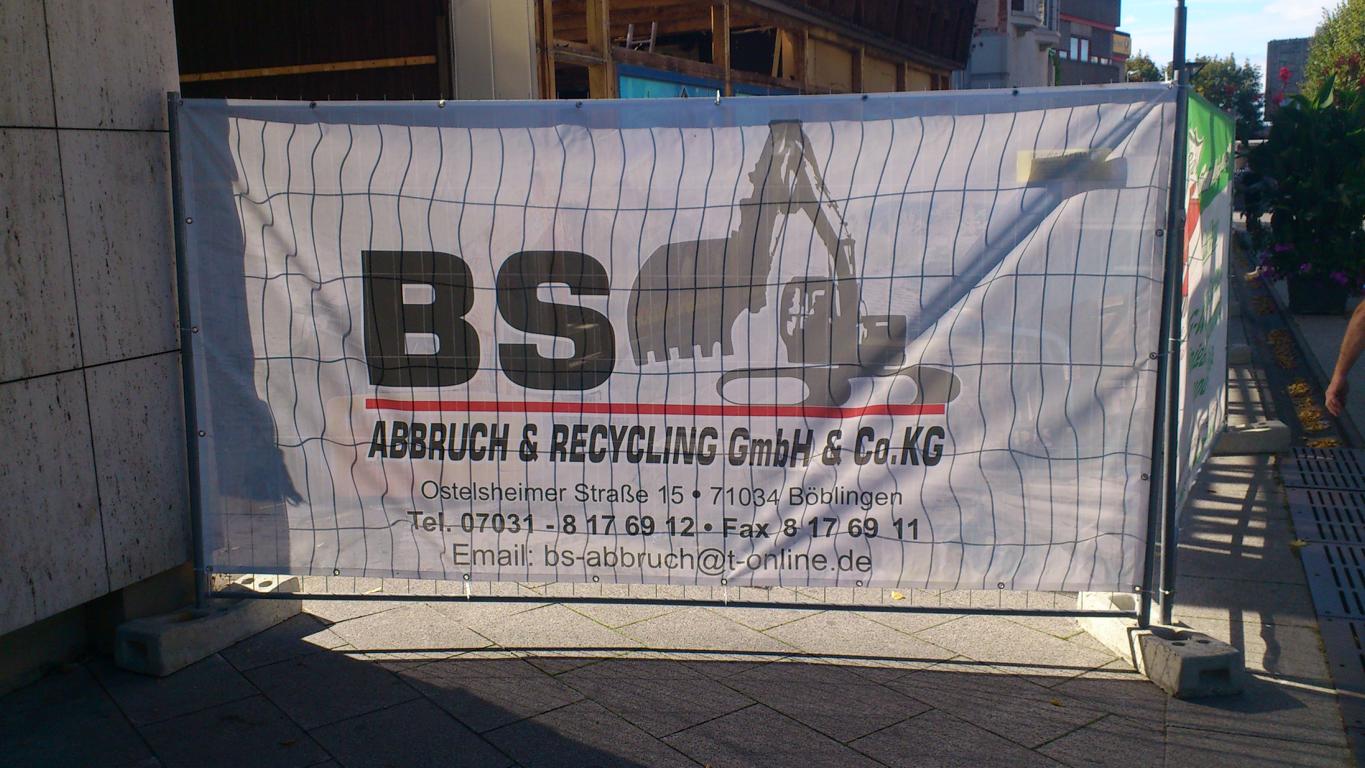 BS
ABBRUCH & RECYCLING GmbH & Co.KG
Ostelsheimer Straße 15 • 71034 Böblingen
Tel. 07031 - 8 17 69 12 • Fax 8 17 69 11
Email: bs-abbruch@t-online.de